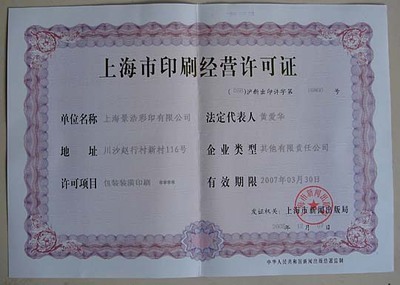 上海市印刷经营许可证
沪新出印许字第 号
单位名称 上海景浩彩印有限公司 法定代表人 黄爱华
地 址 川沙赵行村新村116号 企业类型 其他有限责任公司
许可项目 包装装潢印刷 **** 有效期限 2007年03月30日
发证机关: 上海市新闻出版局
中华人民共和国新闻出版总署监制